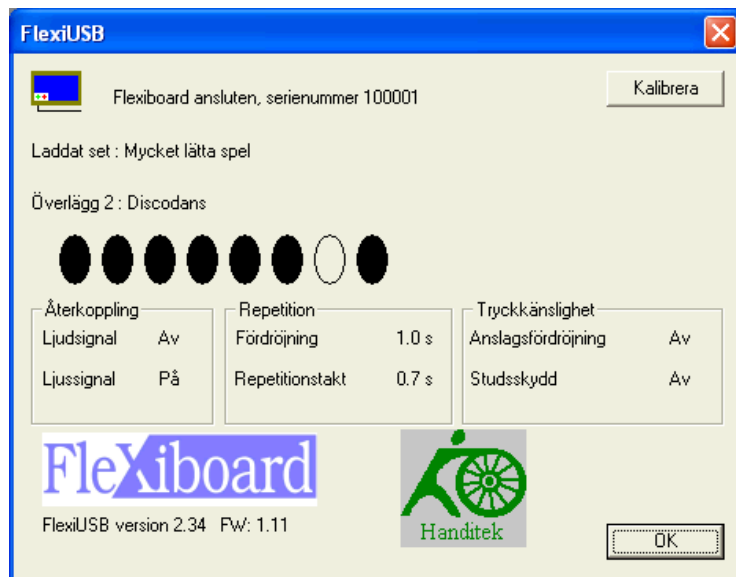 FlexiUSB
Flexiboard ansluten, serienummer 100001
Kalibrera
Laddat set : Mycket lätta spel
Överlägg 2 : Discodans
Återkoppling
Ljudsignal Av
Ljussignal På
Repetition
Fördröjning 1.0 s
Repetitionstakt 0.7 s
Tryckkänslighet
Anslagsfördröjning Av
Studsskydd Av
FleXiboard
Handitek
FlexiUSB version 2.34 FW: 1.11
OK